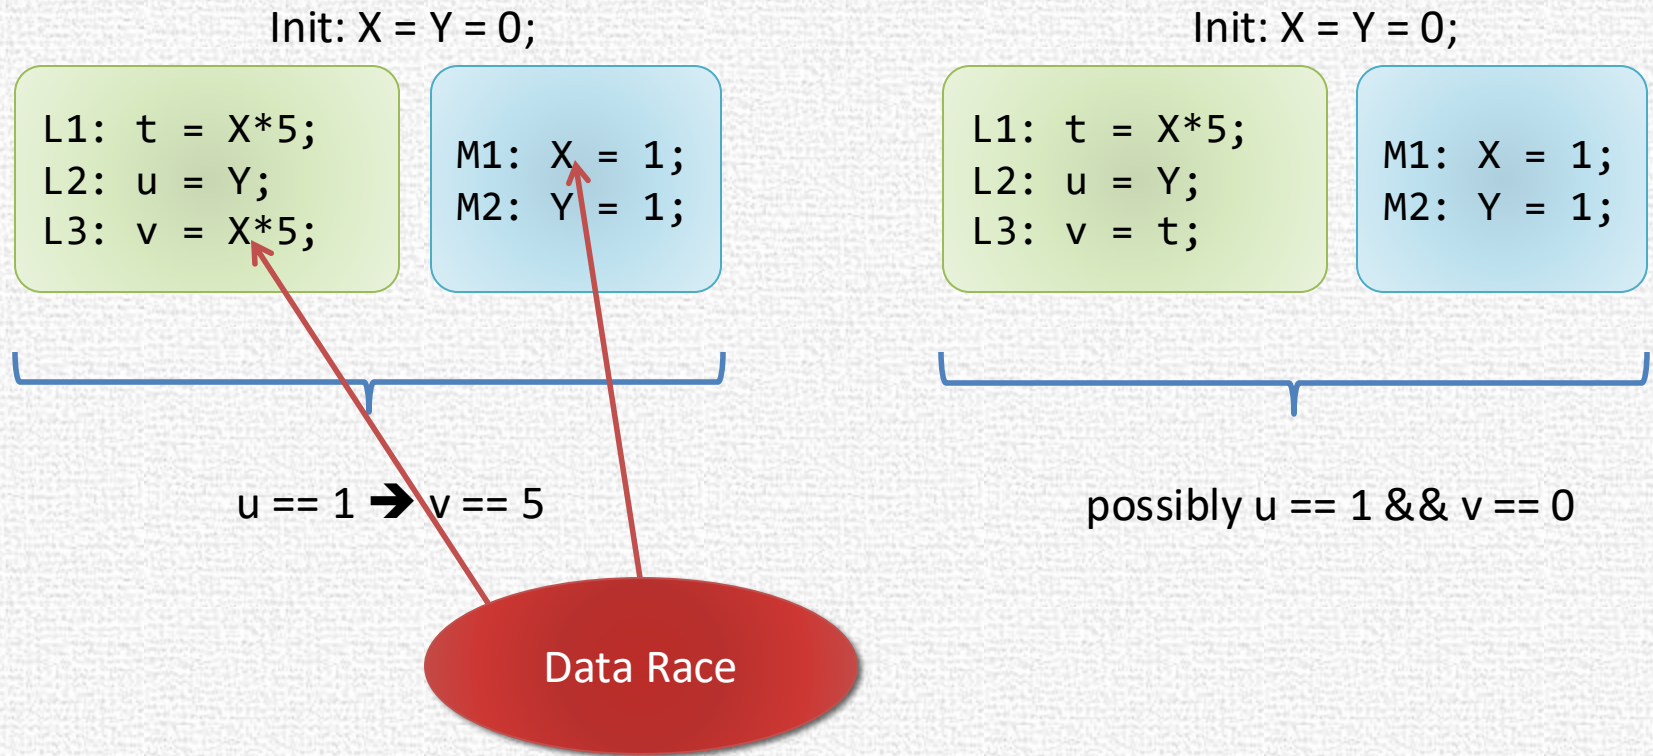 Init: X = Y = 0;
L1: t = X*5;
L2: u = Y;
L3: v = X*5;
M1: X = 1;
M2: Y = 1;
u == 1 🡺 v == 5
Data Race
Init: X = Y = 0;
L1: t = X*5;
L2: u = Y;
L3: v = t;
M1: X = 1;
M2: Y = 1;
possibly u == 1 && v == 0